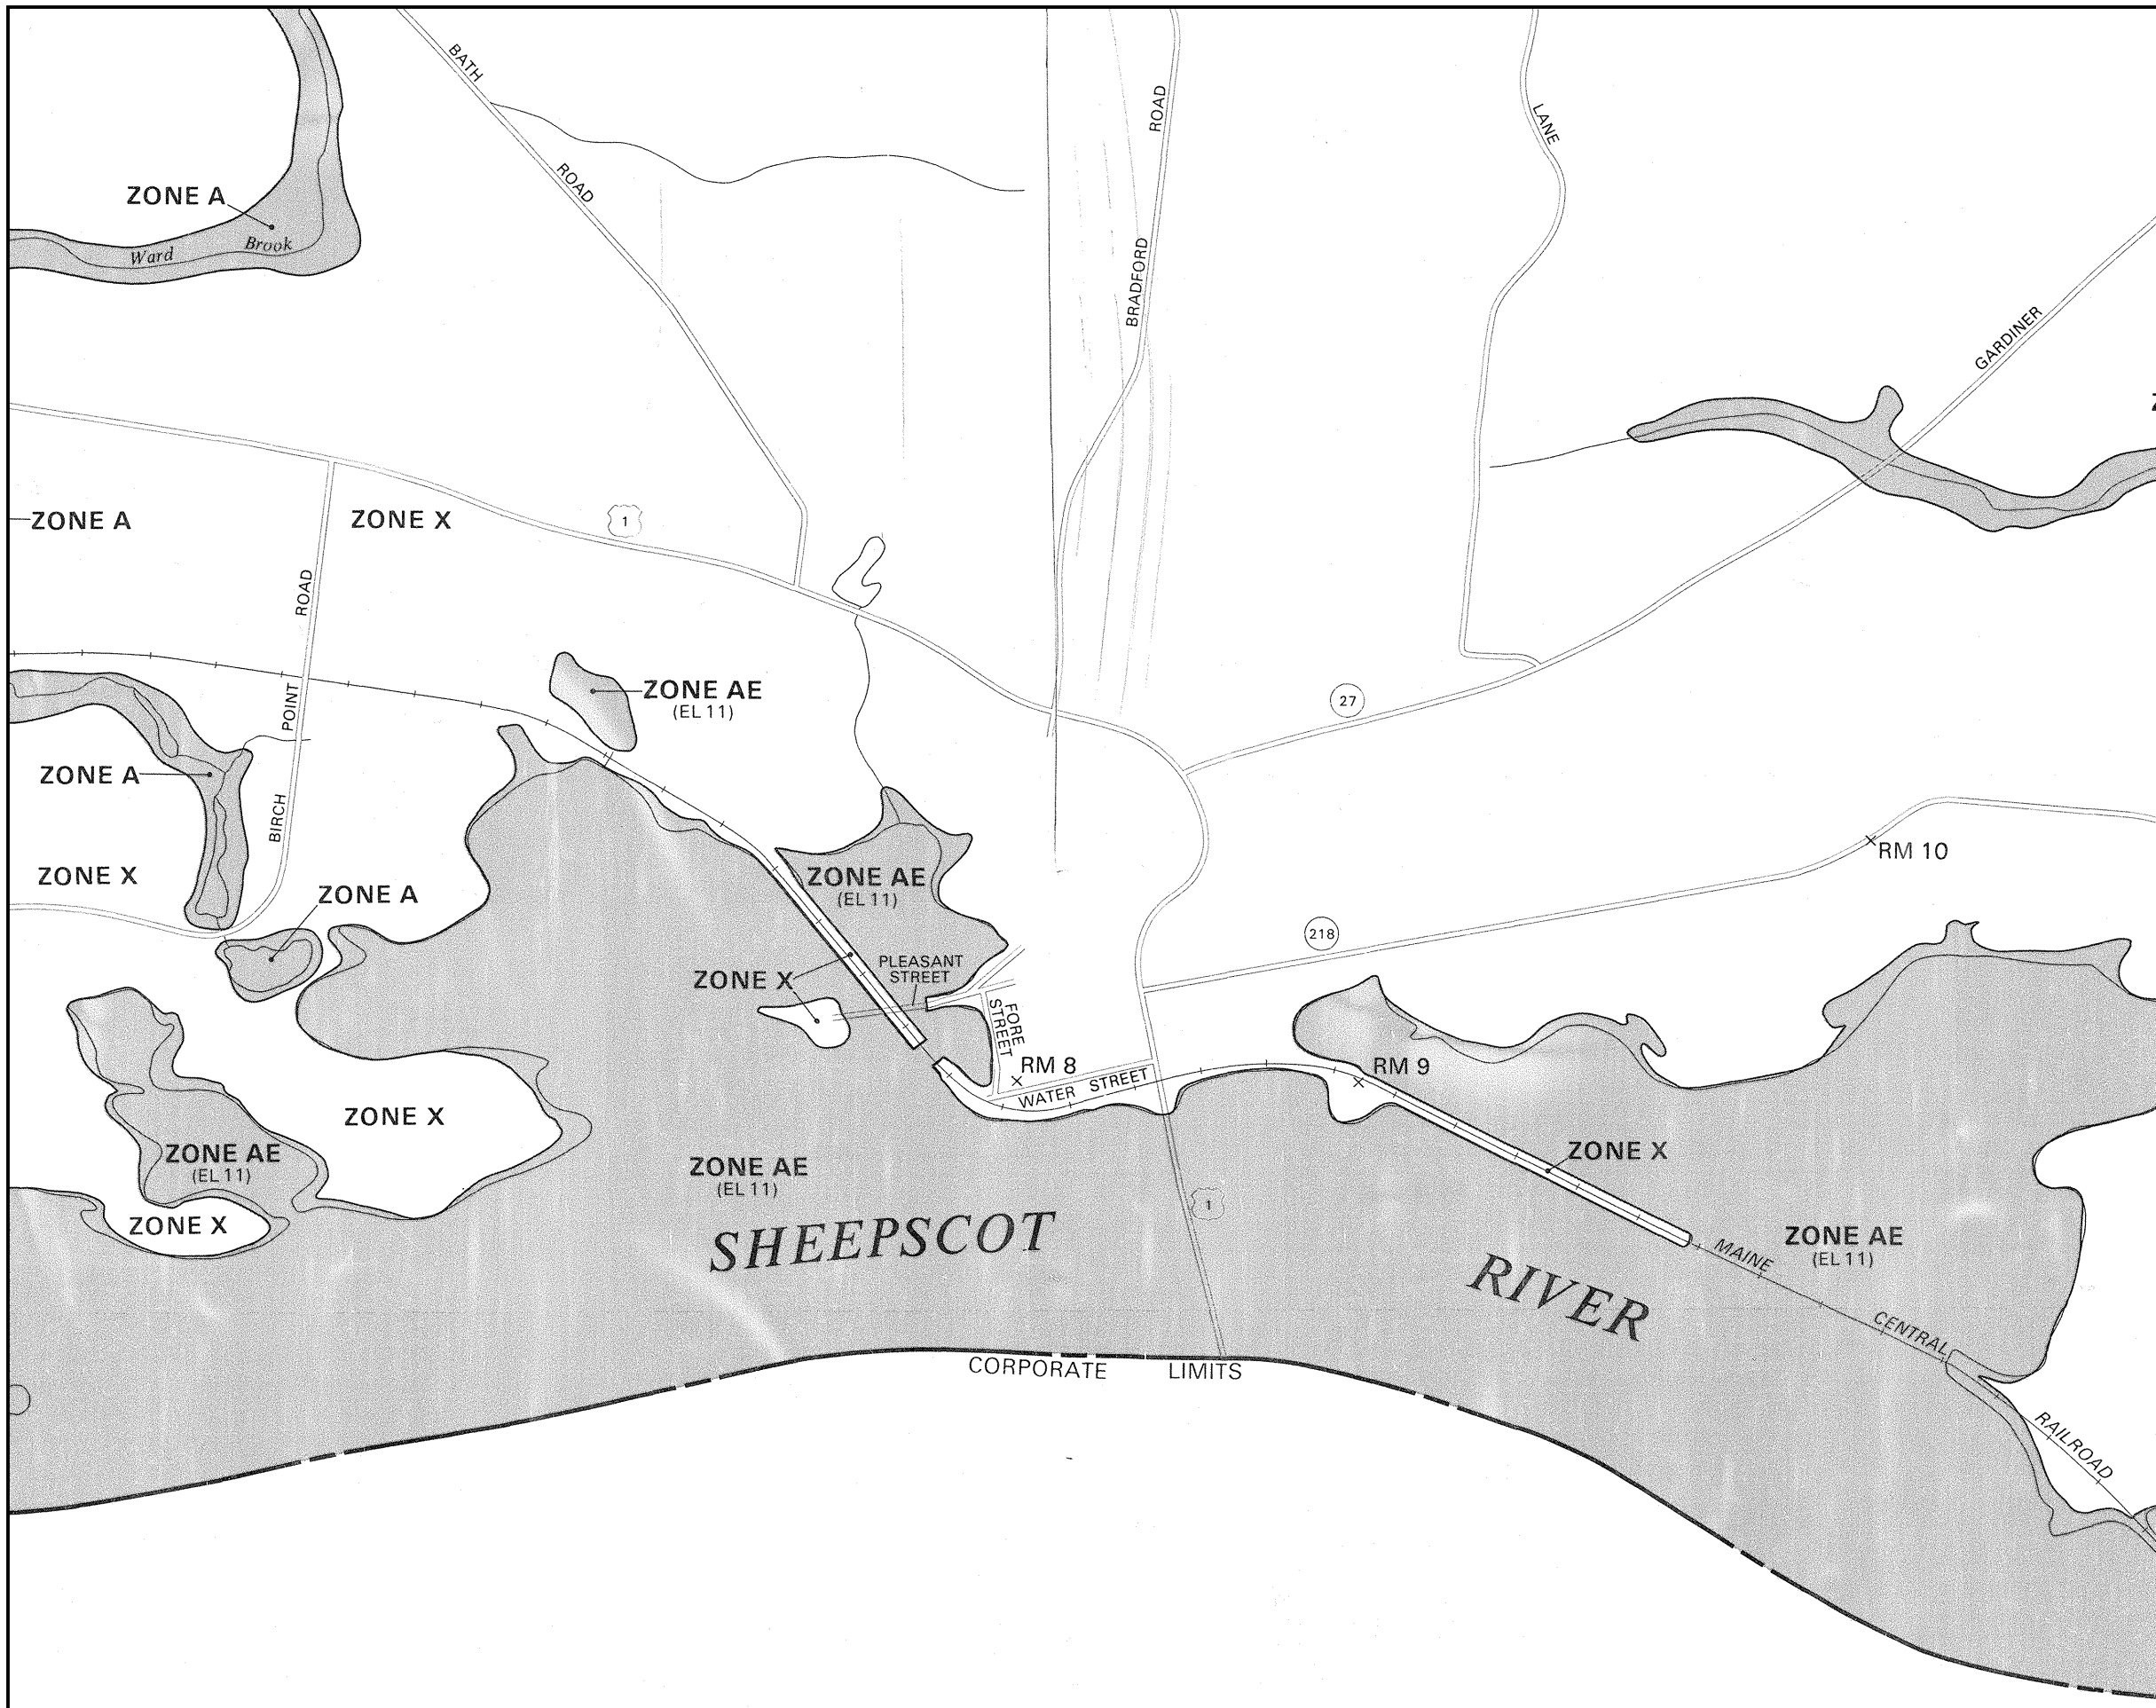 BATH
ROAD
ROAD
BRADFORD
LANE
ZONE A
Ward Brook
GARDINER
ZONE A
ZONE X
1
ROAD
POINT
BIRCH
ZONE AE
(EL 11)
27
ZONE A
ZONE X
ZONE A
ZONE AE
(EL 11)
RM 10
218
ZONE X
PLEASANT
STREET
FORE
STREET
RM 8
WATER STREET
RM 9
ZONE X
ZONE AE
(EL 11)
ZONE X
ZONE AE
(EL 11)
ZONE X
1
SHEEPSCOT
RIVER
ZONE AE
(EL 11)
MAINE
CENTRAL
RAILROAD
CORPORATE LIMITS